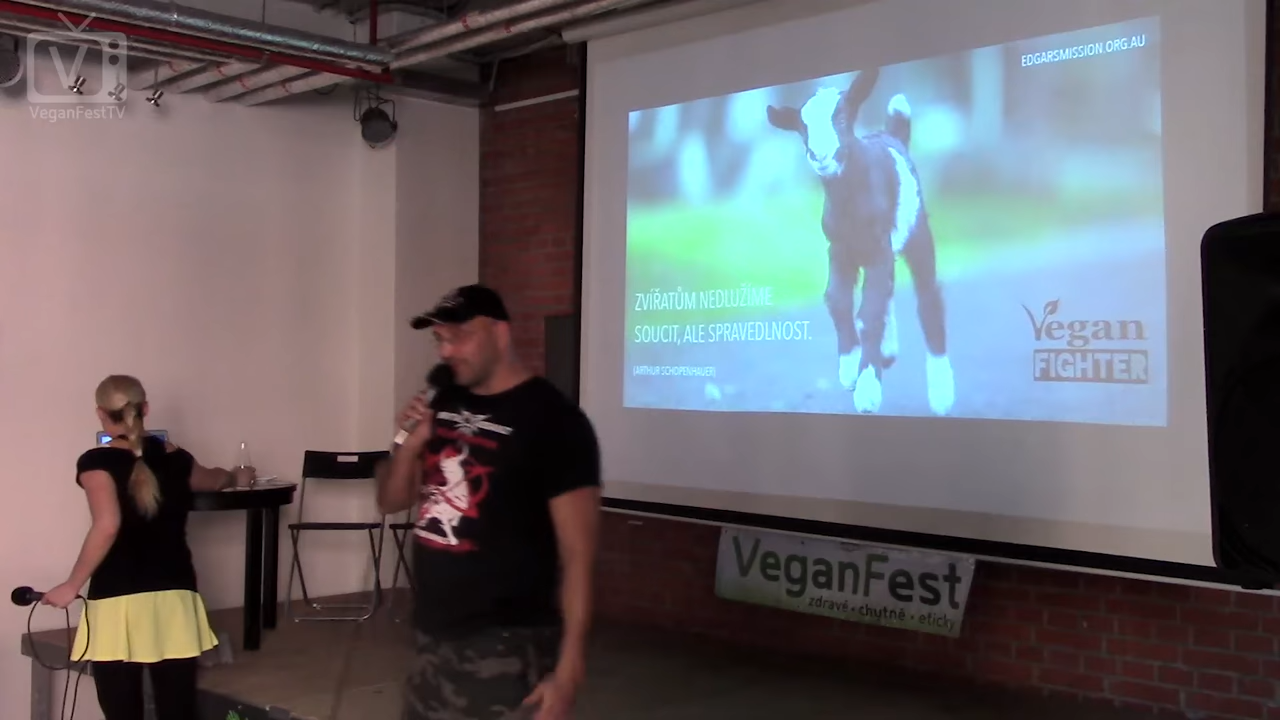 VeganFestTV
EDGARSMISSION.ORG.AU
ZVÍŘATŮM NEDLUŽÍME
SOUCIT, ALE SPRAVEDLNOST.
(ARTHUR SCHOPENHAUER)
Vegan
FIGHTER
VeganFest
zdravě • chutně • eticky